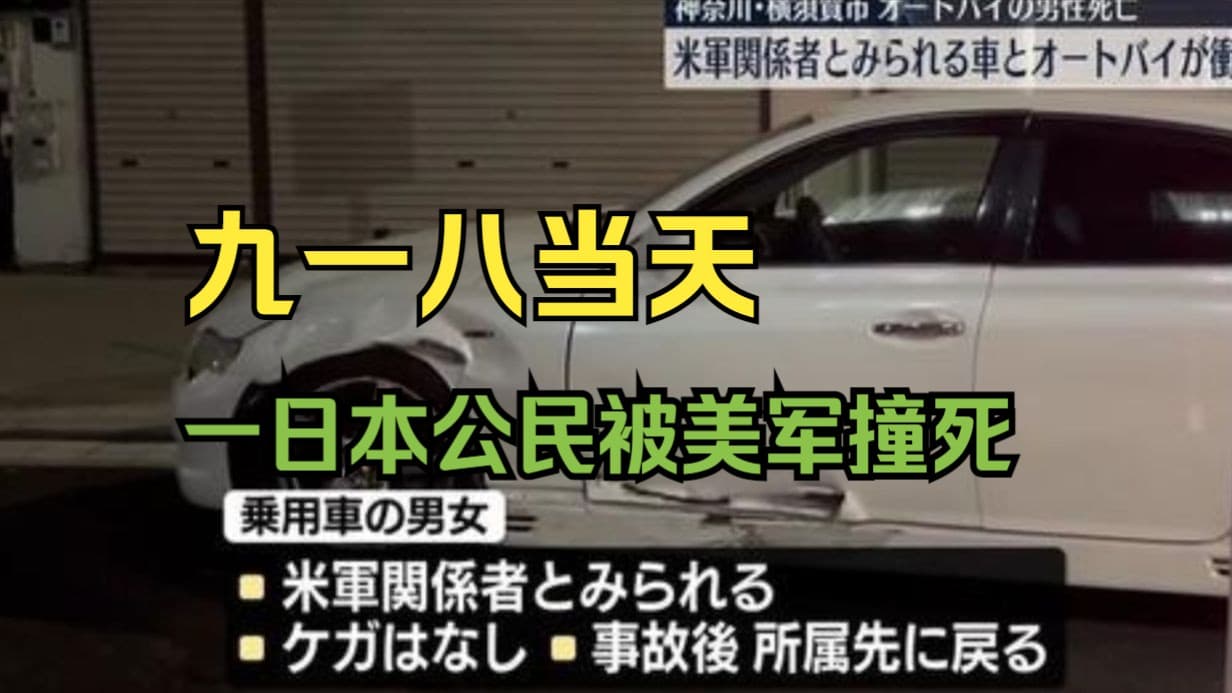 神奈川・横須賀市 オートバイの男性死亡
米軍関係者とみられる車とオートバイが衝
九一八当天
一日本公民被美军撞死
乗用車の男女
米軍関係者とみられる
ケガはなし 事故後 所属先に戻る